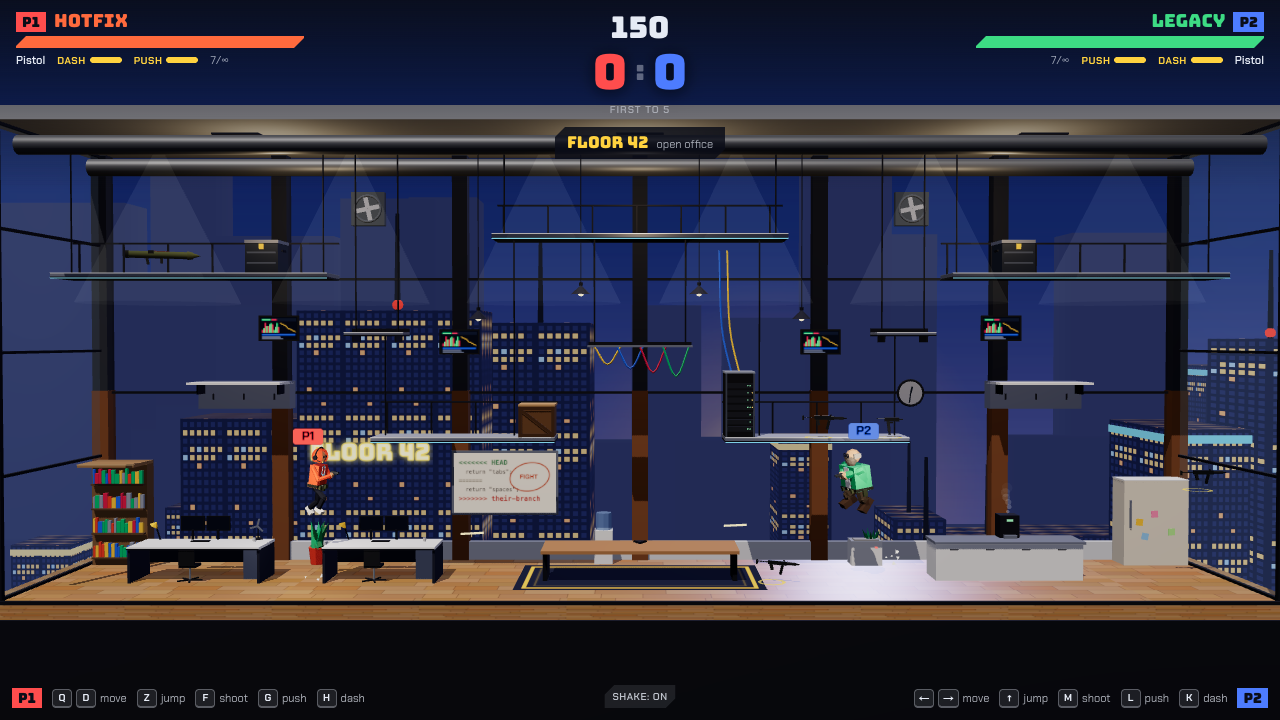 P1 HOTFIX
150
LEGACY P2
Pistol DASH PUSH 7/∞
0 : 0
7/∞ PUSH DASH Pistol
FIRST TO 5
FLOOR 42 open office
P1
P2
FLOOR 42
<<<<<<< HEAD
return "tabs"
=======
return "spaces"
>>>>>>> their-branch
FIGHT
P1 Q D move Z jump F shoot G push H dash
SHAKE: ON
← → move ↑ jump M shoot L push K dash P2